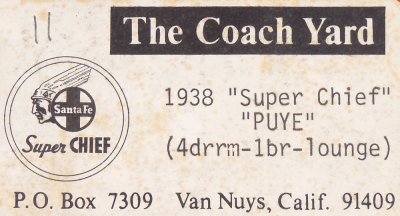 11
The Coach Yard
Santa Fe
Super CHIEF
1938 "Super Chief"
"PUYE"
(4drrm-1br-lounge)
P.O. Box 7309 Van Nuys, Calif. 91409